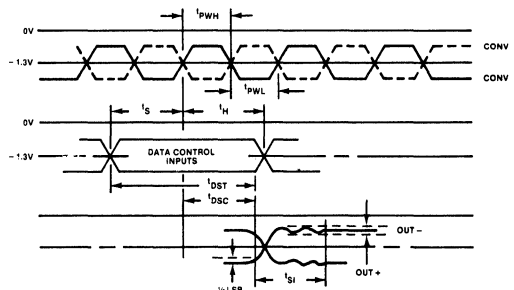 tPWH
0V
CONV
-1.3V
CONV
tPWL
tS
tH
0V
DATA CONTROL
INPUTS
-1.3V
tDST
tDSC
OUT-
tSI
OUT+
½ LSB